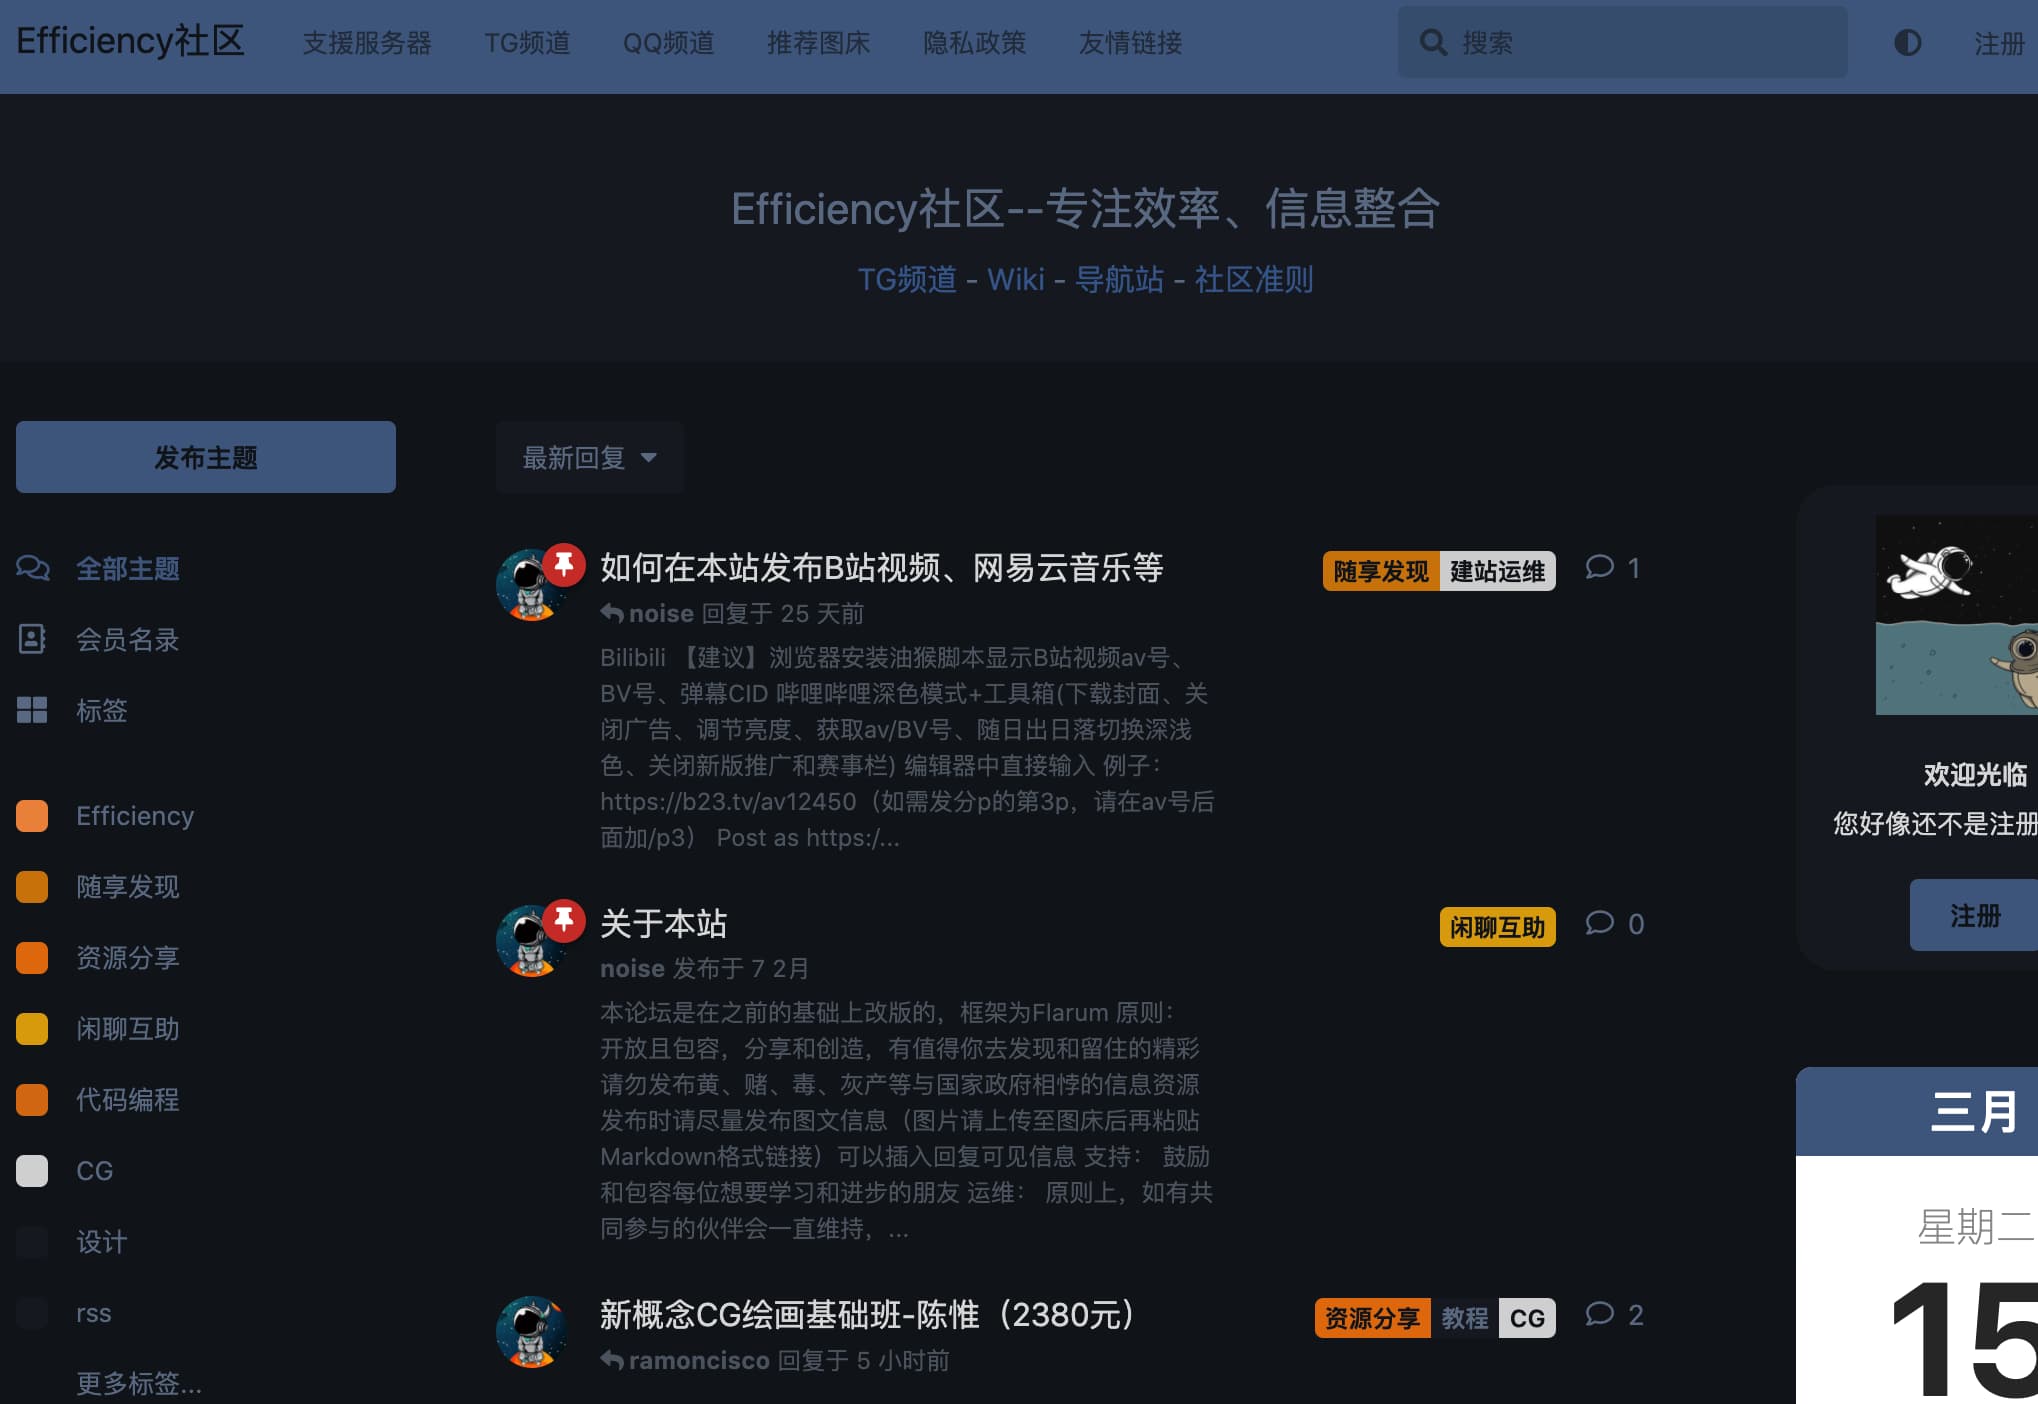 Efficiency社区
支援服务器
TG频道
QQ频道
推荐图床
隐私政策
友情链接
搜索
注册
Efficiency社区--专注效率、信息整合
TG频道 - Wiki - 导航站 - 社区准则
发布主题
全部主题
会员名录
标签
Efficiency
随享发现
资源分享
闲聊互助
代码编程
CG
设计
rss
更多标签...
最新回复
如何在本站发布B站视频、网易云音乐等
随享发现 建站运维
1
noise 回复于 25 天前
Bilibili 【建议】浏览器安装油猴脚本显示B站视频av号、
BV号、弹幕CID 哔哩哔哩深色模式+工具箱(下载封面、关
闭广告、调节亮度、获取av/BV号、随日出日落切换深浅
色、关闭新版推广和赛事栏) 编辑器中直接输入 例子：
https://b23.tv/av12450（如需发分p的第3p，请在av号后
面加/p3） Post as https:/...
关于本站
闲聊互助
0
noise 发布于 7 2月
本论坛是在之前的基础上改版的，框架为Flarum 原则：
开放且包容，分享和创造，有值得你去发现和留住的精彩
请勿发布黄、赌、毒、灰产等与国家政府相悖的信息资源
发布时请尽量发布图文信息（图片请上传至图床后再粘贴
Markdown格式链接）可以插入回复可见信息 支持： 鼓励
和包容每位想要学习和进步的朋友 运维： 原则上，如有共
同参与的伙伴会一直维持，...
新概念CG绘画基础班-陈惟（2380元）
资源分享 教程 CG
2
ramoncisco 回复于 5 小时前
欢迎光临
您好像还不是注册
注册
三月
星期二
15